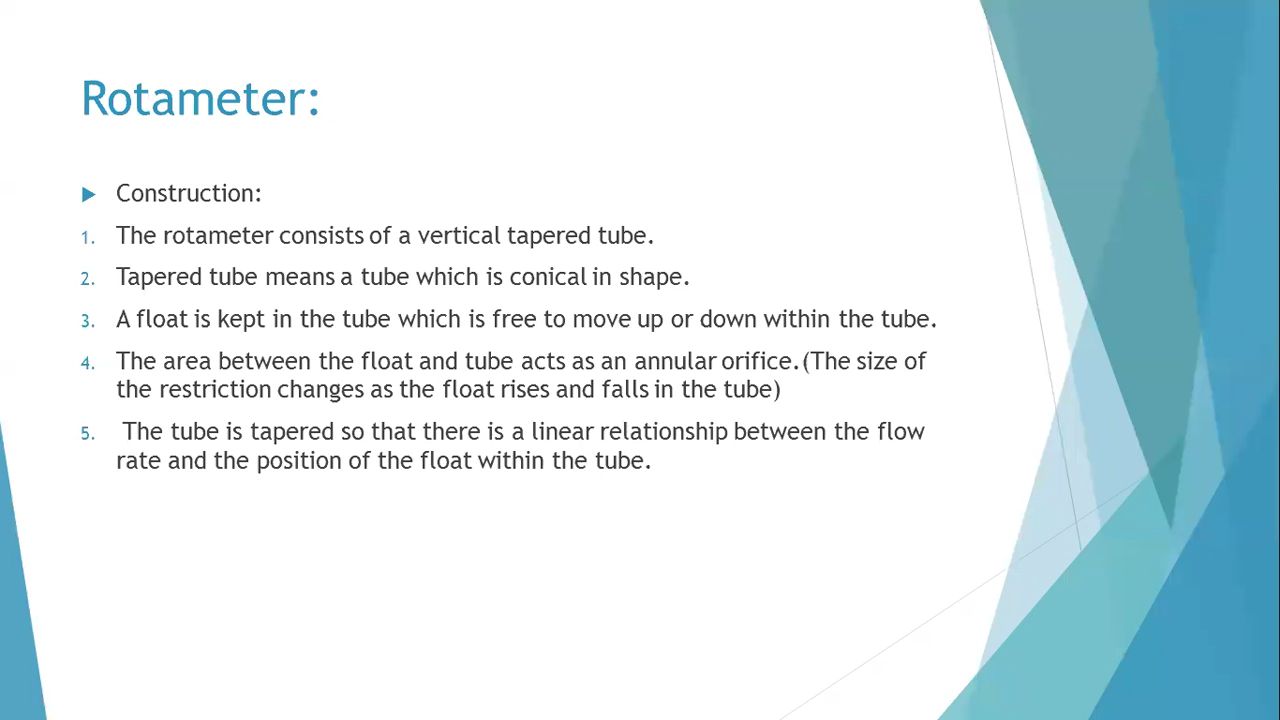 Rotameter:
Construction:
1. The rotameter consists of a vertical tapered tube.
2. Tapered tube means a tube which is conical in shape.
3. A float is kept in the tube which is free to move up or down within the tube.
4. The area between the float and tube acts as an annular orifice.(The size of
the restriction changes as the float rises and falls in the tube)
5. The tube is tapered so that there is a linear relationship between the flow
rate and the position of the float within the tube.